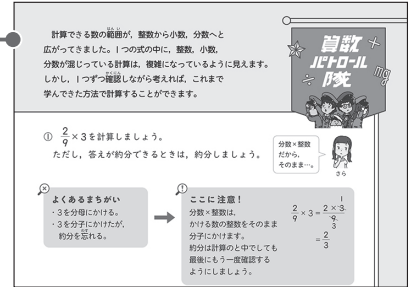 計算できる数の範囲が、整数から小数、分数へと
広がってきました。1つの式の中に、整数、小数、
分数が混じっている計算は、複雑になっているように見えます。
しかし、1つずつ確認しながら考えれば、これまで
学んできた方法で計算することができます。
算数
パトロール
隊
mg
① 2/9×3を計算しましょう。
ただし、答えが約分できるときは、約分しましょう。
分数×整数
だから、
そのまま…。
さら
よくあるまちがい
・3を分母にかける。
・3を分子にかけたが、
約分を忘れる。
ここに注意!
分数×整数は、
かける数の整数をそのまま
分子にかけます。
約分は計算のと中でしても
最後にもう一度確認する
ようにしましょう。
1
2/9×3=2×3/9
3
=2/3